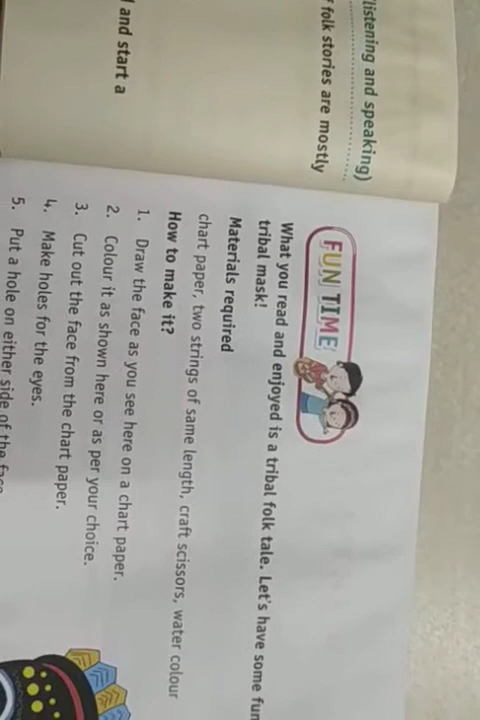 listening and speaking)
folk stories are mostly
and start a
FUN TIME
What you read and enjoyed is a tribal folk tale. Let's have some fun
tribal mask!
Materials required
chart paper, two strings of same length, craft scissors, water colour
How to make it?
1. Draw the face as you see here on a chart paper.
2. Colour it as shown here or as per your choice.
3. Cut out the face from the chart paper.
4. Make holes for the eyes.
5. Put a hole on either side of the face